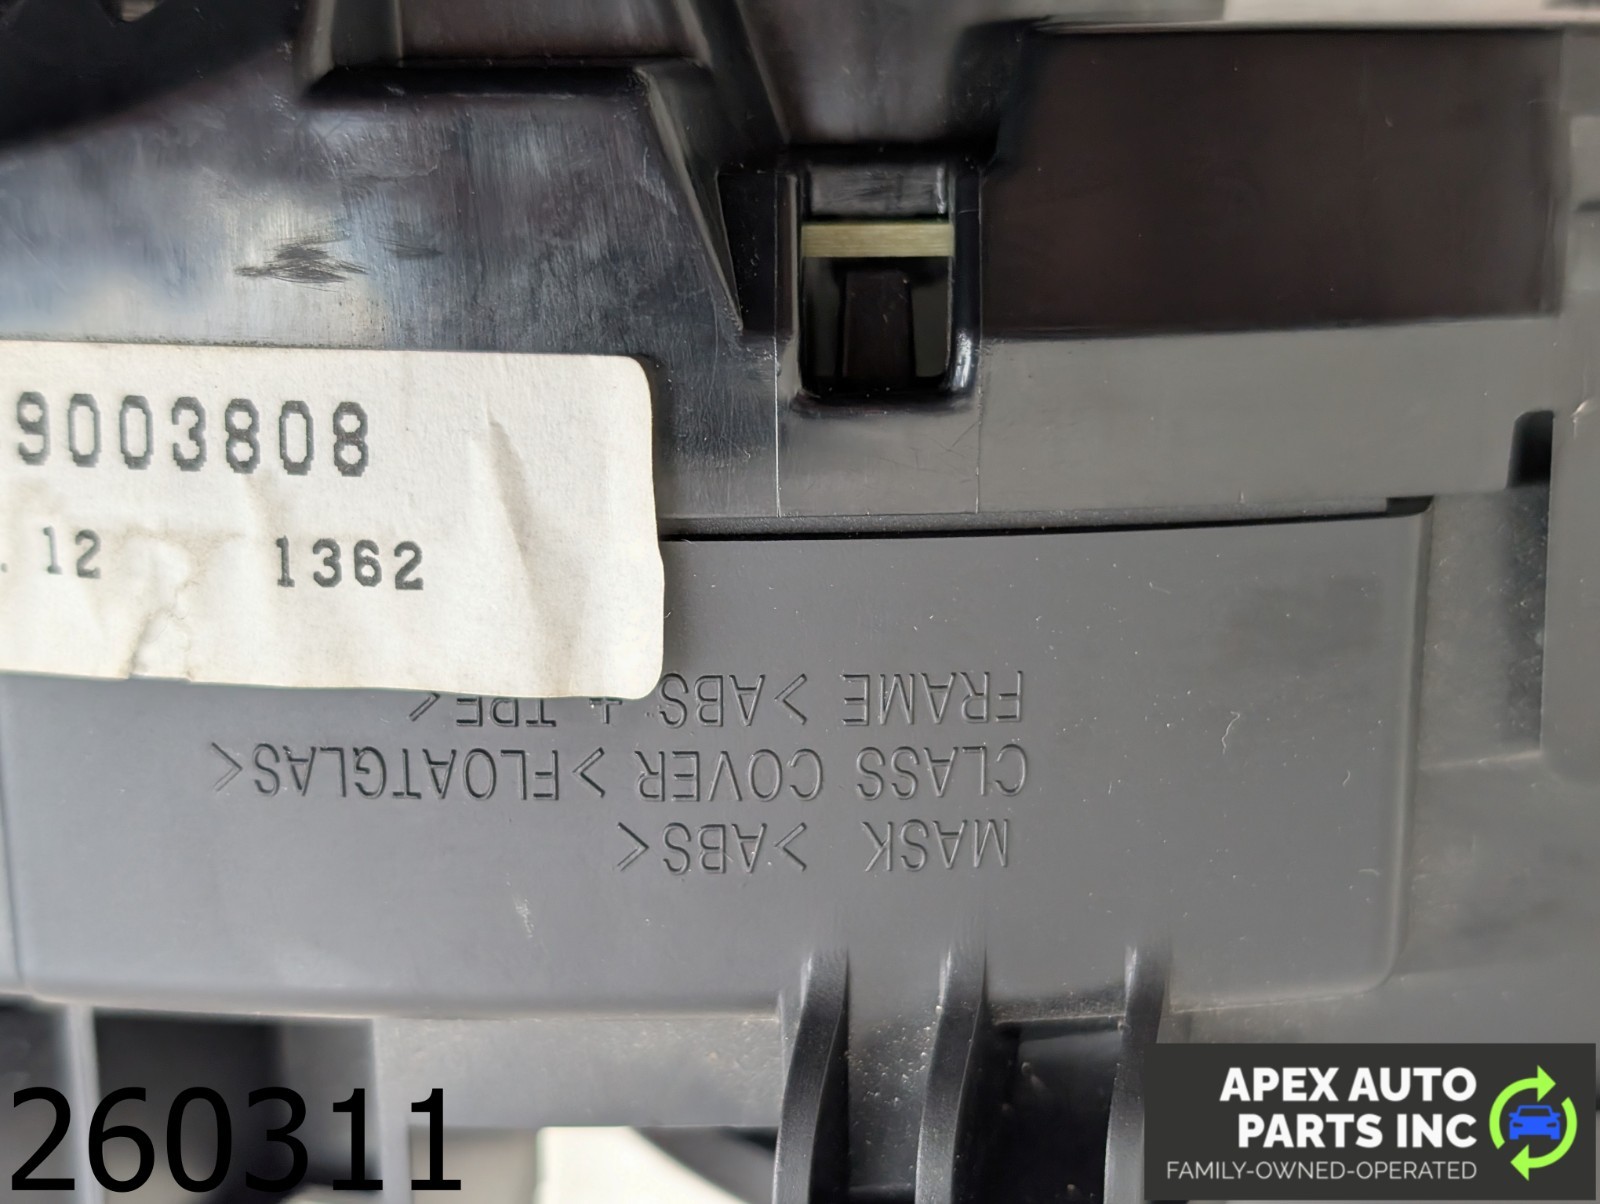 9003808
. 12 1362
MASK >ABS<
CLASS COVER >FLOATGLAS<
FRAME >ABS + TPE<
260311
APEX AUTO
PARTS INC
FAMILY-OWNED-OPERATED